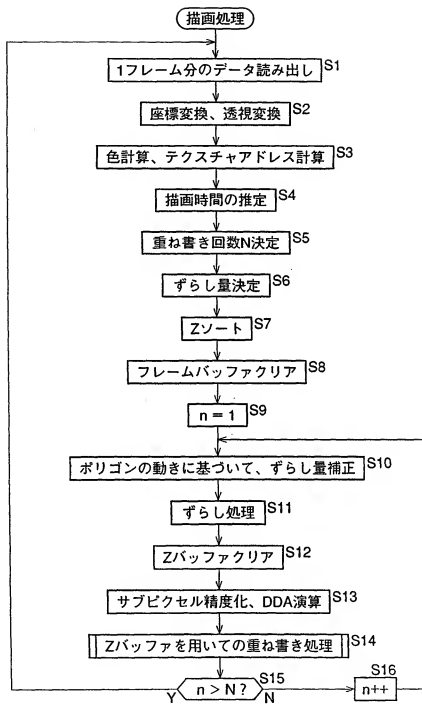 描画処理
1フレーム分のデータ読み出し S1
座標変換、透視変換 S2
色計算、テクスチャアドレス計算 S3
描画時間の推定 S4
重ね書き回数N決定 S5
ずらし量決定 S6
Zソート S7
フレームバッファクリア S8
n = 1 S9
ポリゴンの動きに基づいて、ずらし量補正 S10
ずらし処理 S11
Zバッファクリア S12
サブピクセル精度化、DDA演算 S13
Zバッファを用いての重ね書き処理 S14
n > N ? S15
Y
N
n++ S16